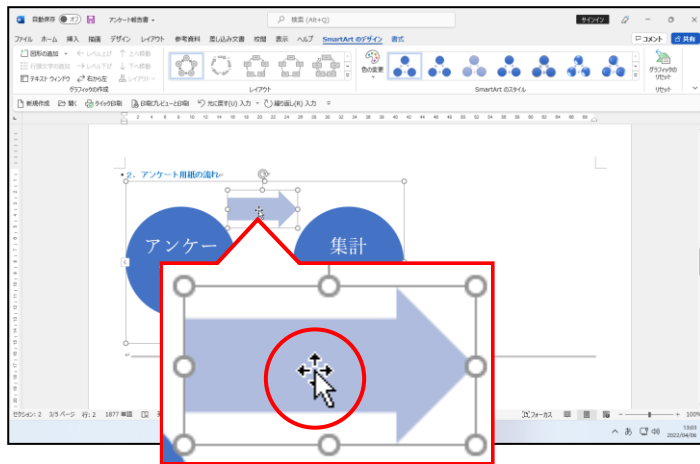 自動保存 オフ アンケート報告書 検索 (Alt+Q) サインイン
ファイル ホーム 挿入 描画 デザイン レイアウト 参考資料 差し込み文書 校閲 表示 ヘルプ SmartArt のデザイン 書式 コメント 共有
図形の追加 レベル上げ 上へ移動
行頭文字の追加 レベル下げ 下へ移動
テキスト ウィンドウ 右から左 レイアウト
色の変更
グラフィックの
リセット
グラフィックの作成 レイアウト SmartArt のスタイル リセット
新規作成 開く クイック印刷 印刷プレビューと印刷 元に戻す(U) 入力 繰り返し(R) 入力
2、アンケート用紙の流れ
アンケー
集計
セクション: 2 3/5 ページ 行: 2 1877 単語 フォーカス 100%
あ
13:03
2022/04/06